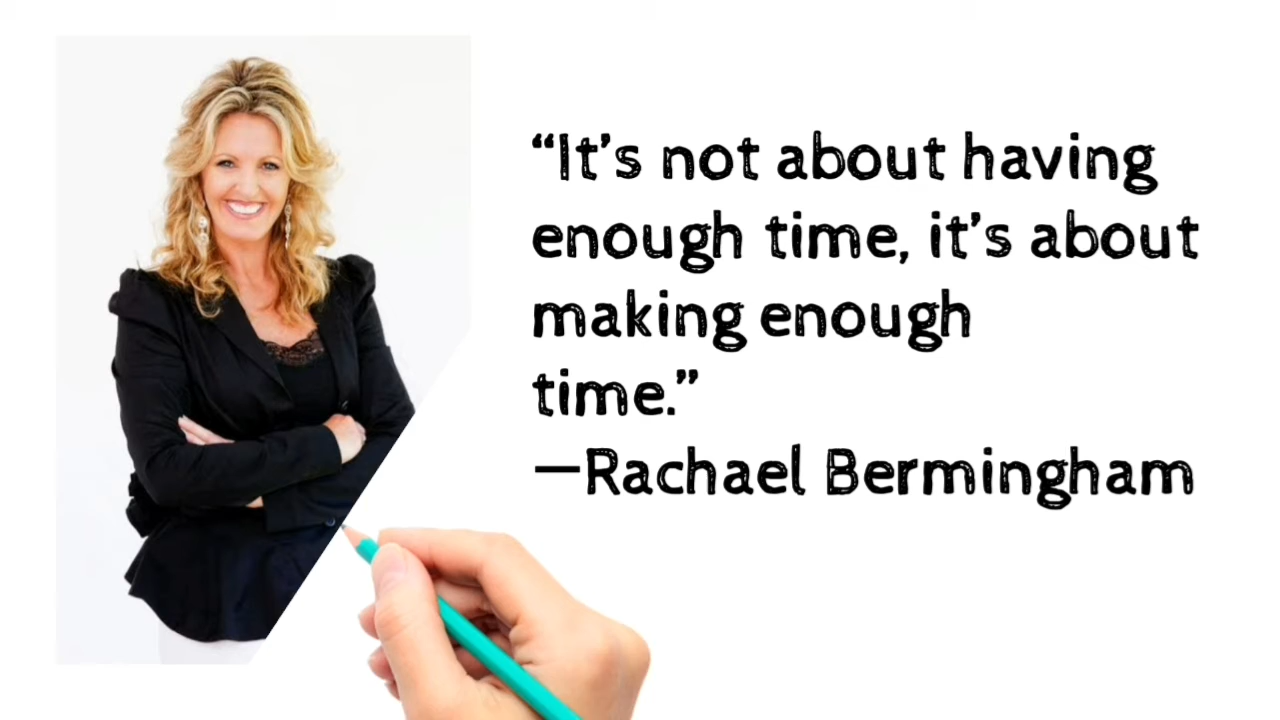 “It’s not about having
enough time, it’s about
making enough
time.”
—Rachael Bermingham